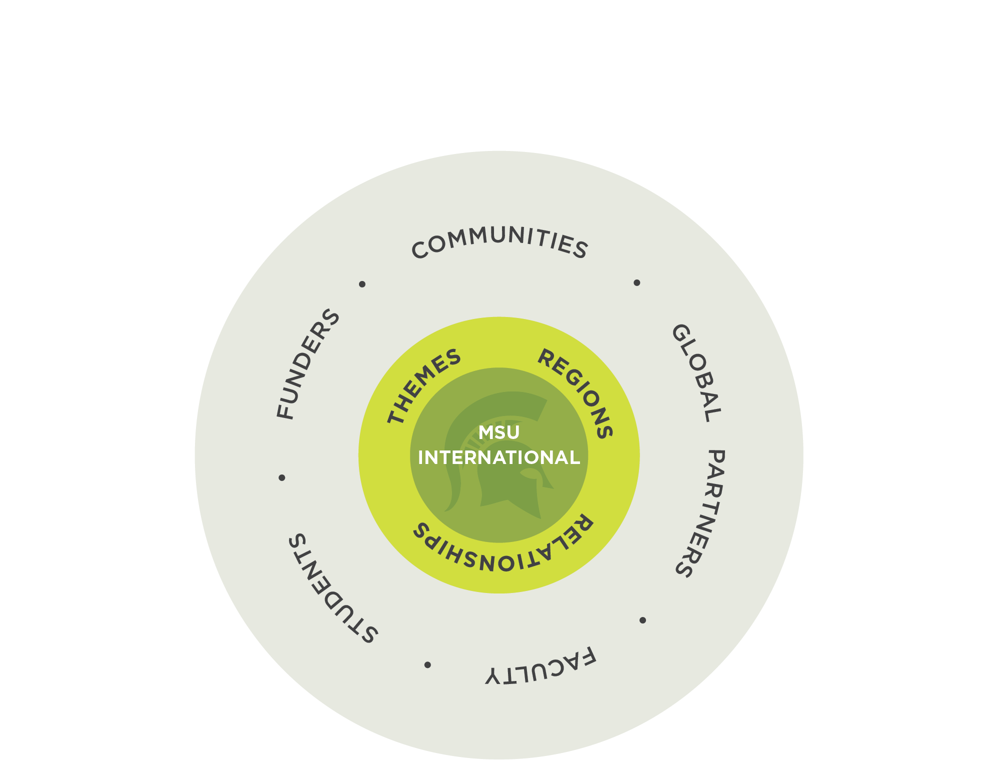 COMMUNITIES
GLOBAL PARTNERS
FACULTY
STUDENTS
FUNDERS
THEMES
REGIONS
RELATIONSHIPS
MSU
INTERNATIONAL